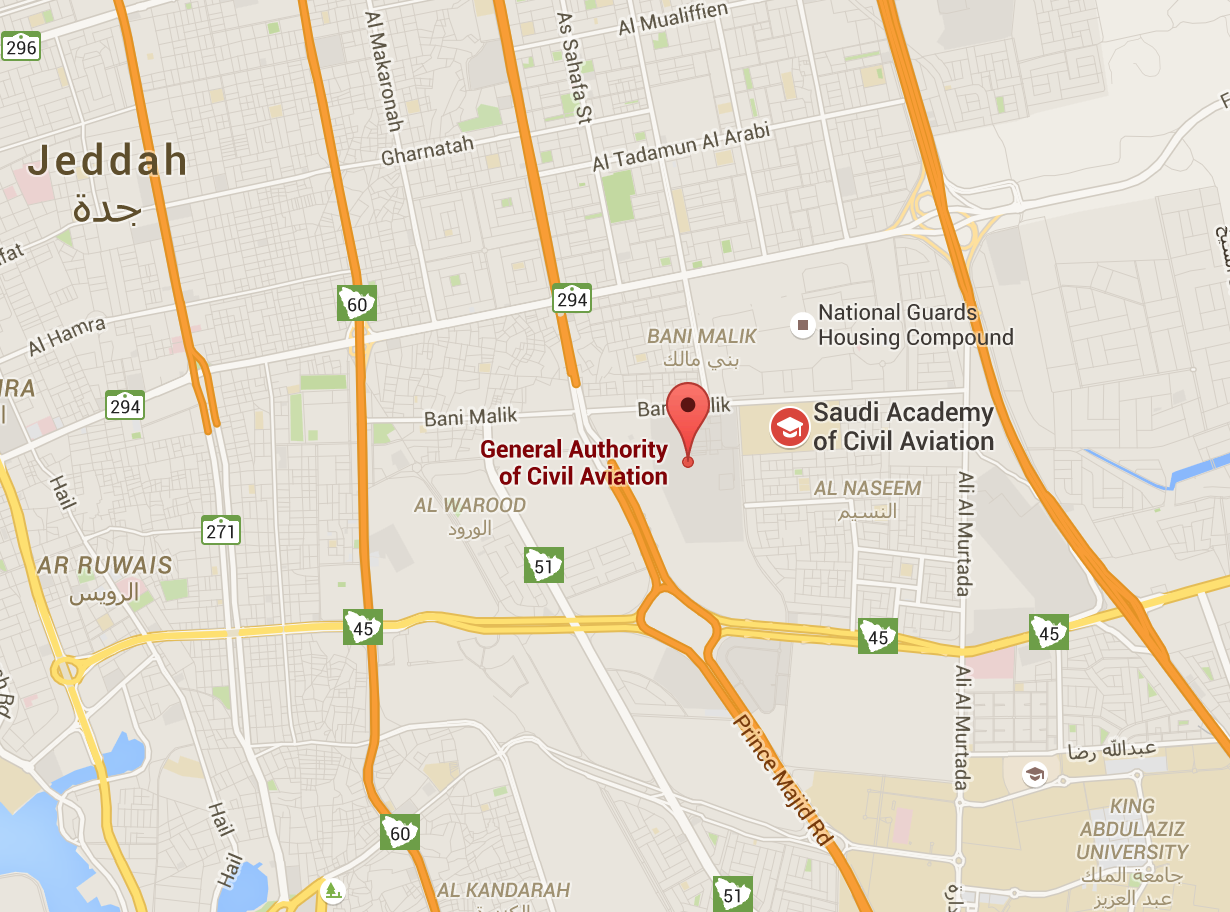 Al Mualiffien
296
Al Makaronah
As Sahafa St
Jeddah
جدة
Gharnatah
Al Tadamun Al Arabi
60
294
Al Hamra
BANI MALIK
بني مالك
National Guards
Housing Compound
294
Bani Malik
Saudi Academy
of Civil Aviation
General Authority
of Civil Aviation
Hail
AL WAROOD
الورود
AL NASEEM
النسيم
Ali Al Murtada
271
51
AR RUWAIS
الرويس
45
45
45
Ali Al Murtada
Prince Majid Rd
عبدالله رضا
Hail
60
KING
ABDULAZIZ
UNIVERSITY
جامعة الملك
عبد العزيز
Hail
AL KANDARAH
51